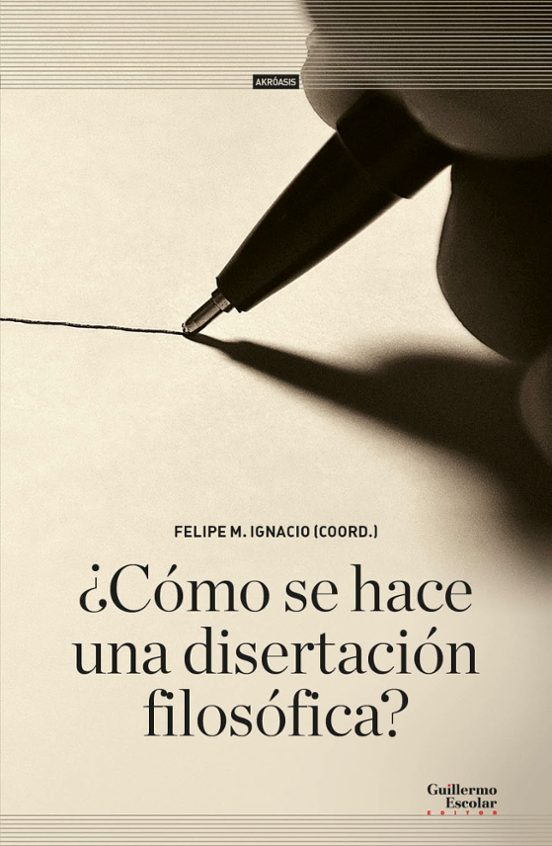 AKRÓASIS
FELIPE M. IGNACIO (COORD.)
¿Cómo se hace
una disertación
filosófica?
Guillermo
Escolar
EDITOR